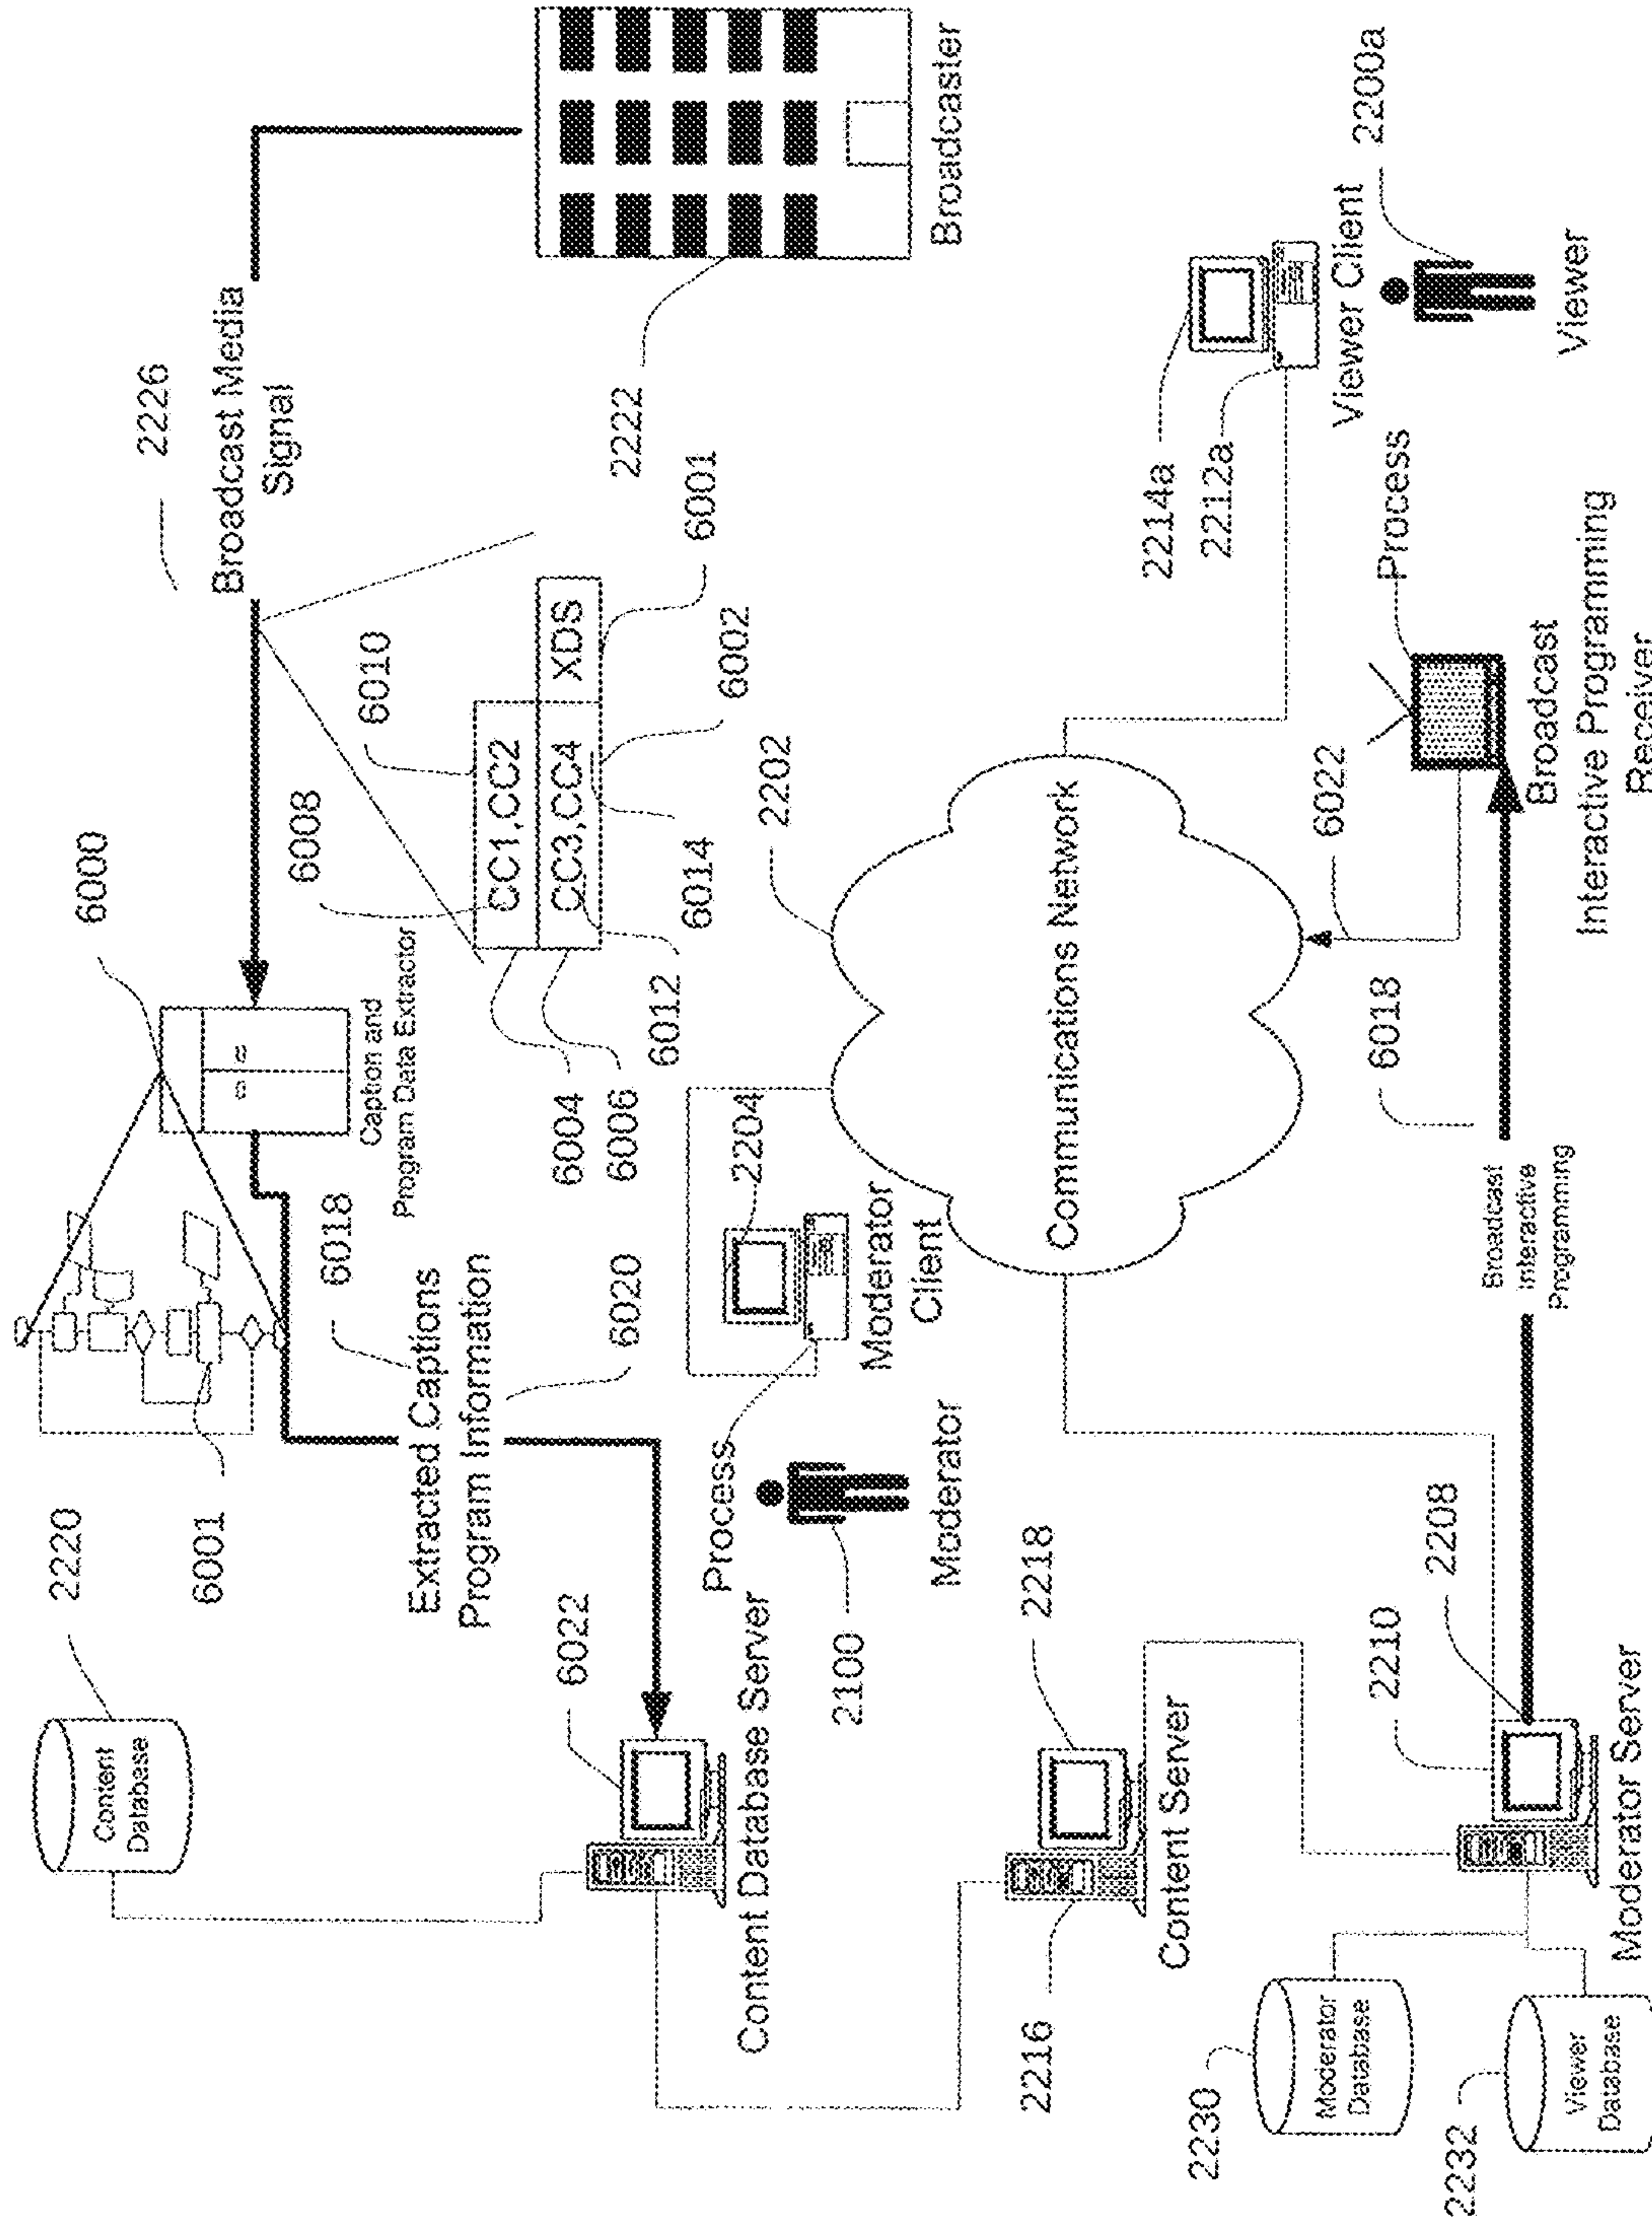 2220
Content
Database
6001
6000
2226
Broadcast Media
Signal
Caption and
Program Data Extractor
6018
Extracted Captions
Program Information
6020
6008
6010
CC1,CC2
CC3,CC4
XDS
6001
6002
6004
6006
6012
6014
2222
Broadcaster
6022
Content Database Server
Process
2100
Moderator
2204
Moderator
Client
2202
Communications Network
2214a
2212a
Viewer Client
2200a
Viewer
2218
2216
Content Server
2230
Moderator
Database
2232
Viewer
Database
2210
2208
Moderator Server
Broadcast
Interactive
Programming
6018
6022
Process
Broadcast
Interactive Programming
Receiver